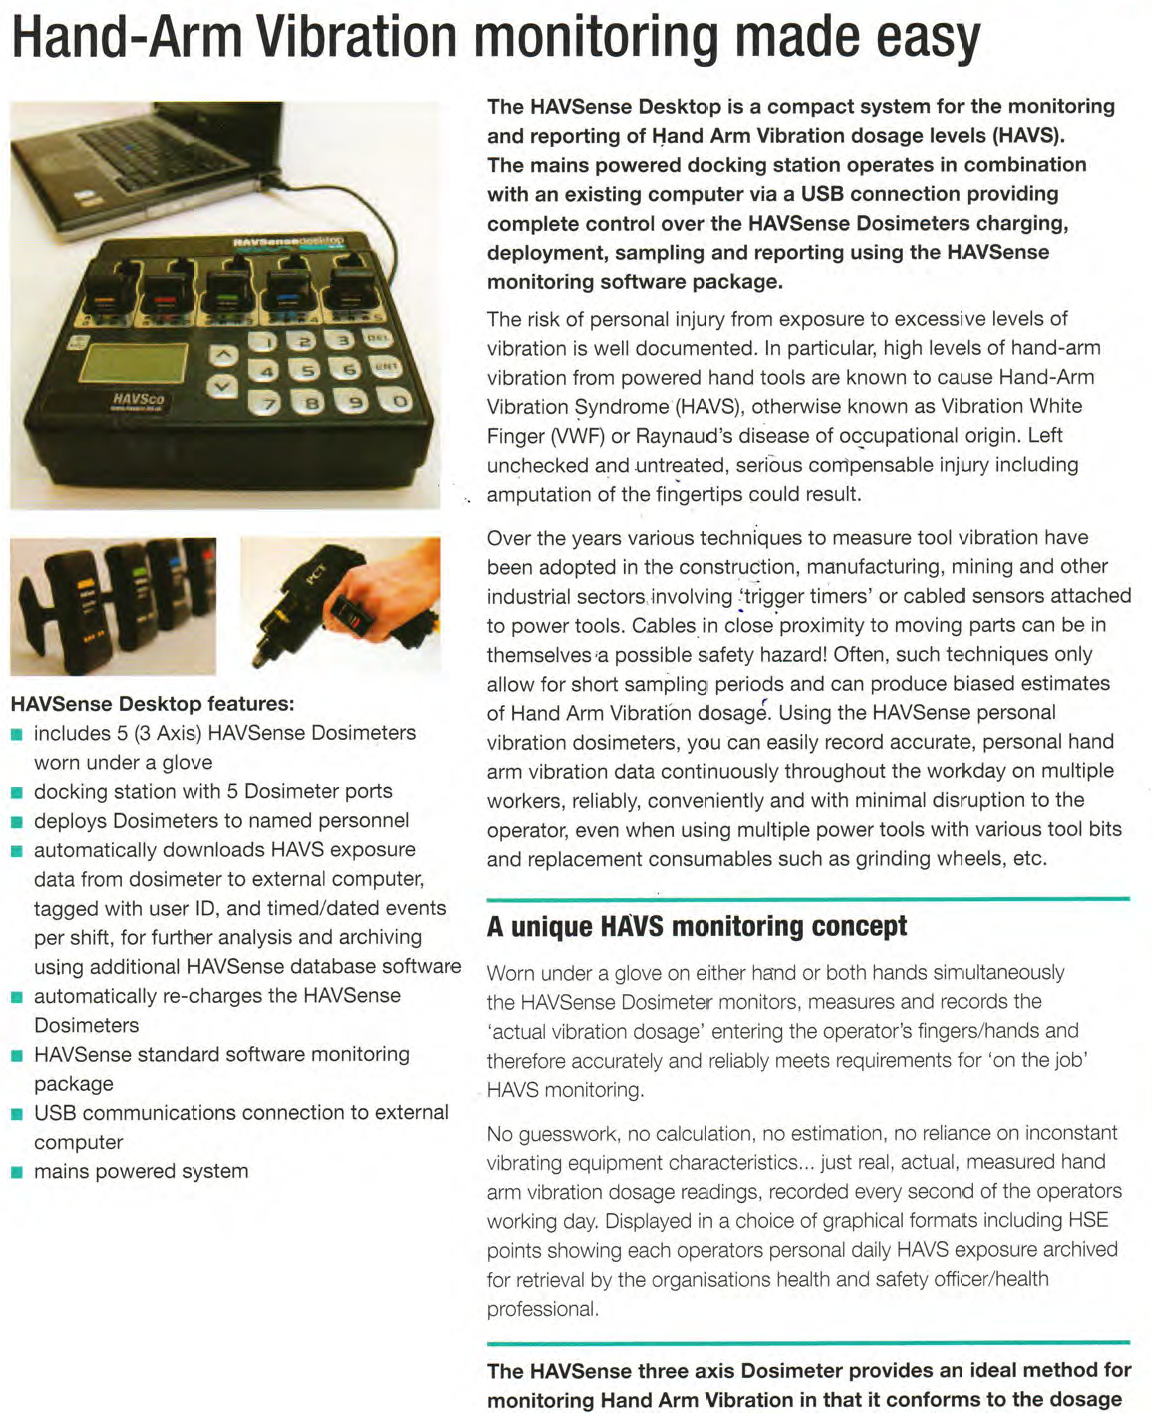 Hand-Arm Vibration monitoring made easy
HAVSensedesktop
1 2 3 DEL
4 5 6 ENT
7 8 9 0
HAVSco
PCT
HAVSense Desktop features:
includes 5 (3 Axis) HAVSense Dosimeters
worn under a glove
docking station with 5 Dosimeter ports
deploys Dosimeters to named personnel
automatically downloads HAVS exposure
data from dosimeter to external computer,
tagged with user ID, and timed/dated events
per shift, for further analysis and archiving
using additional HAVSense database software
automatically re-charges the HAVSense
Dosimeters
HAVSense standard software monitoring
package
USB communications connection to external
computer
mains powered system
The HAVSense Desktop is a compact system for the monitoring
and reporting of Hand Arm Vibration dosage levels (HAVS).
The mains powered docking station operates in combination
with an existing computer via a USB connection providing
complete control over the HAVSense Dosimeters charging,
deployment, sampling and reporting using the HAVSense
monitoring software package.
The risk of personal injury from exposure to excessive levels of
vibration is well documented. In particular, high levels of hand-arm
vibration from powered hand tools are known to cause Hand-Arm
Vibration Syndrome (HAVS), otherwise known as Vibration White
Finger (VWF) or Raynaud's disease of occupational origin. Left
unchecked and untreated, serious compensable injury including
amputation of the fingertips could result.
Over the years various techniques to measure tool vibration have
been adopted in the construction, manufacturing, mining and other
industrial sectors involving 'trigger timers' or cabled sensors attached
to power tools. Cables in close proximity to moving parts can be in
themselves a possible safety hazard! Often, such techniques only
allow for short sampling periods and can produce biased estimates
of Hand Arm Vibration dosage. Using the HAVSense personal
vibration dosimeters, you can easily record accurate, personal hand
arm vibration data continuously throughout the workday on multiple
workers, reliably, conveniently and with minimal disruption to the
operator, even when using multiple power tools with various tool bits
and replacement consumables such as grinding wheels, etc.
A unique HAVS monitoring concept
Worn under a glove on either hand or both hands simultaneously
the HAVSense Dosimeter monitors, measures and records the
'actual vibration dosage' entering the operator's fingers/hands and
therefore accurately and reliably meets requirements for 'on the job'
HAVS monitoring.
No guesswork, no calculation, no estimation, no reliance on inconstant
vibrating equipment characteristics... just real, actual, measured hand
arm vibration dosage readings, recorded every second of the operators
working day. Displayed in a choice of graphical formats including HSE
points showing each operators personal daily HAVS exposure archived
for retrieval by the organisations health and safety officer/health
professional.
The HAVSense three axis Dosimeter provides an ideal method for
monitoring Hand Arm Vibration in that it conforms to the dosage